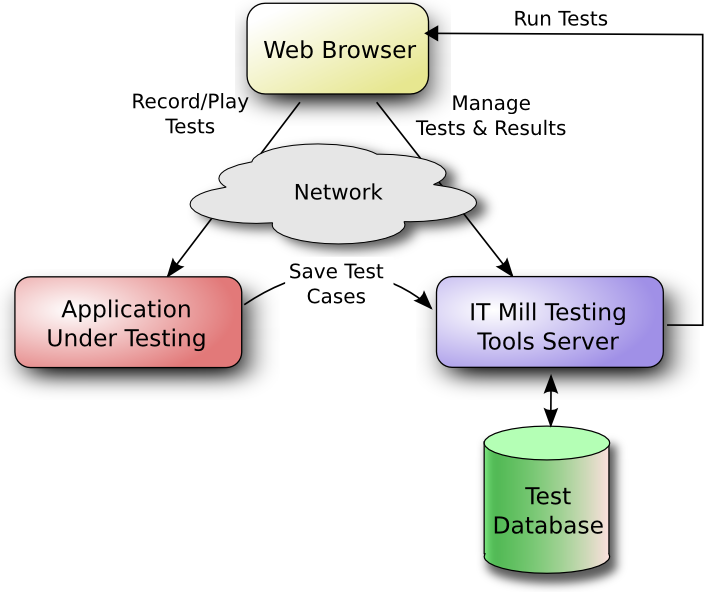 Run Tests
Web Browser
Record/Play
Tests
Manage
Tests & Results
Network
Save Test
Cases
Application
Under Testing
IT Mill Testing
Tools Server
Test
Database